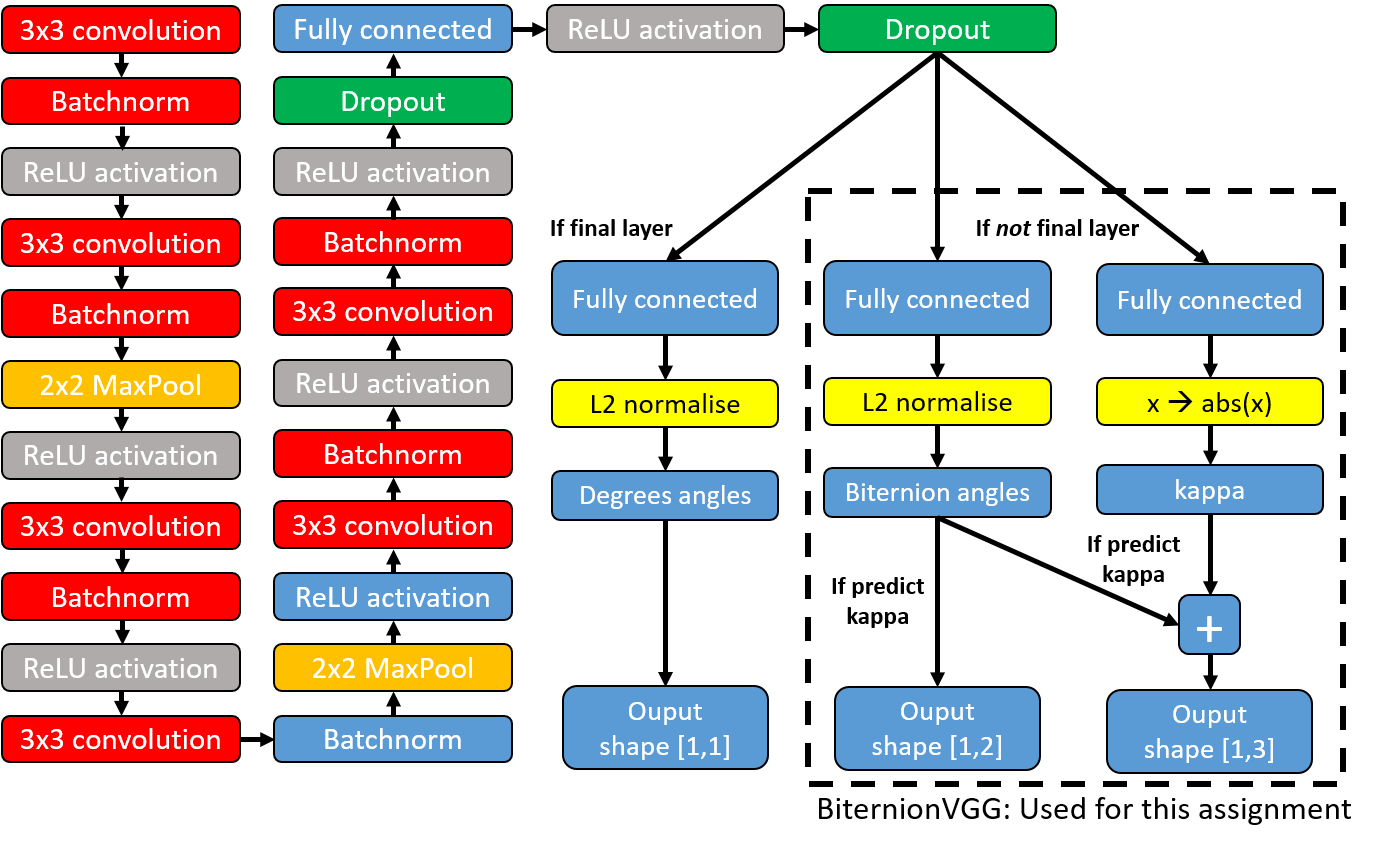 3x3 convolution
Batchnorm
ReLU activation
3x3 convolution
Batchnorm
2x2 MaxPool
ReLU activation
3x3 convolution
Batchnorm
ReLU activation
3x3 convolution
Batchnorm
2x2 MaxPool
ReLU activation
3x3 convolution
Batchnorm
ReLU activation
3x3 convolution
Batchnorm
ReLU activation
Dropout
Fully connected
ReLU activation
Dropout
If final layer
Fully connected
L2 normalise
Degrees angles
Ouput
shape [1,1]
If not final layer
Fully connected
L2 normalise
Biternion angles
If predict
kappa
Ouput
shape [1,2]
Fully connected
x → abs(x)
kappa
If predict
kappa
+
Ouput
shape [1,3]
BiternionVGG: Used for this assignment